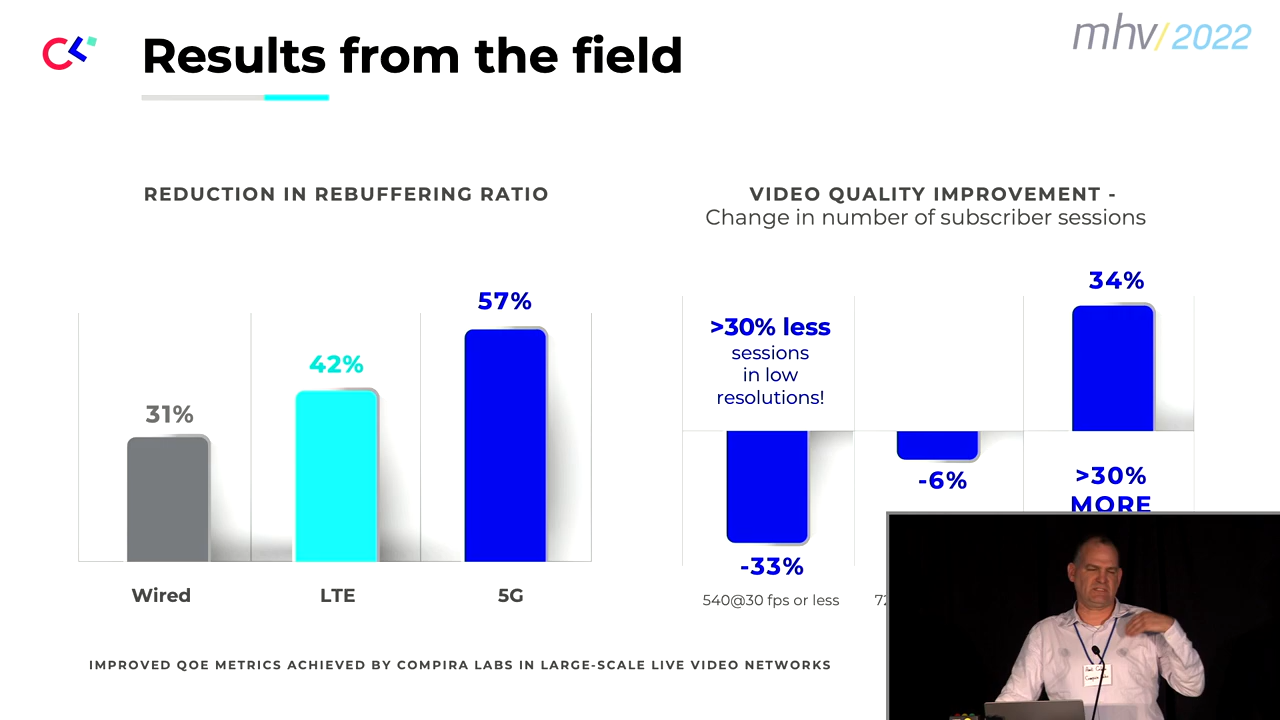 Results from the field
mhv/2022
REDUCTION IN REBUFFERING RATIO
31%
42%
57%
Wired
LTE
5G
VIDEO QUALITY IMPROVEMENT -
Change in number of subscriber sessions
>30% less
sessions
in low
resolutions!
-33%
-6%
34%
>30%
MORE
540@30 fps or less
IMPROVED QOE METRICS ACHIEVED BY COMPIRA LABS IN LARGE-SCALE LIVE VIDEO NETWORKS